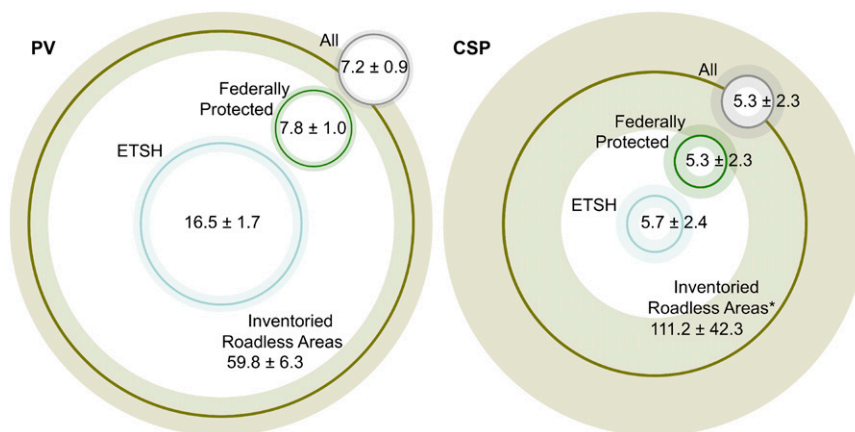 PV
All
7.2 ± 0.9
Federally
Protected
7.8 ± 1.0
ETSH
16.5 ± 1.7
Inventoried
Roadless Areas
59.8 ± 6.3
CSP
All
5.3 ± 2.3
Federally
Protected
5.3 ± 2.3
ETSH
5.7 ± 2.4
Inventoried
Roadless Areas*
111.2 ± 42.3